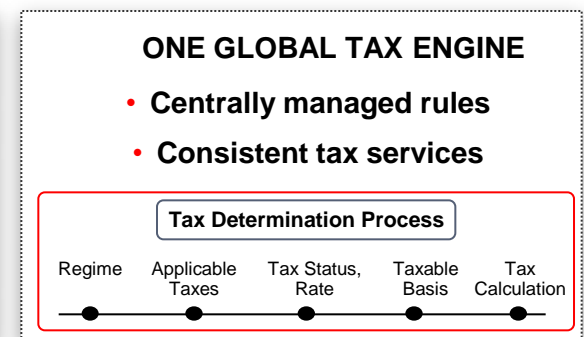 ONE GLOBAL TAX ENGINE
• Centrally managed rules
• Consistent tax services
Tax Determination Process
Regime
Applicable
Taxes
Tax Status,
Rate
Taxable
Basis
Tax
Calculation